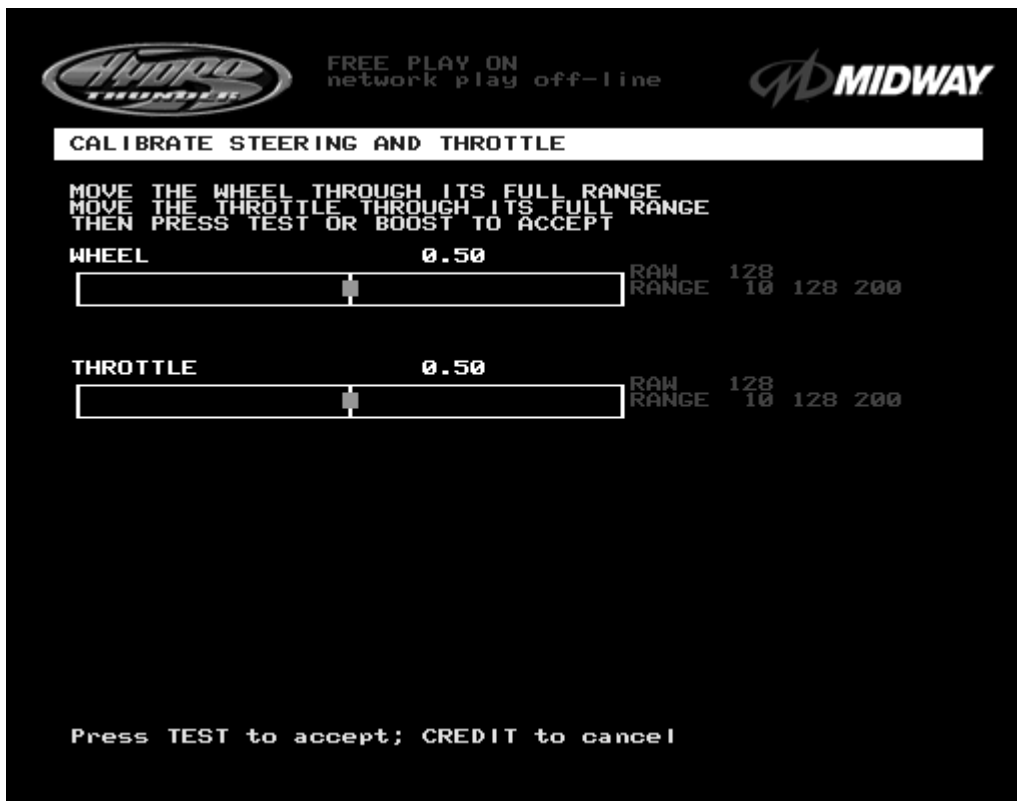 HYDRO
THUNDER
FREE PLAY ON
network play off-line
MIDWAY
CALIBRATE STEERING AND THROTTLE
MOVE THE WHEEL THROUGH ITS FULL RANGE
MOVE THE THROTTLE THROUGH ITS FULL RANGE
THEN PRESS TEST OR BOOST TO ACCEPT
WHEEL 0.50
RAW 128
RANGE 10 128 200
THROTTLE 0.50
RAW 128
RANGE 10 128 200
Press TEST to accept; CREDIT to cancel